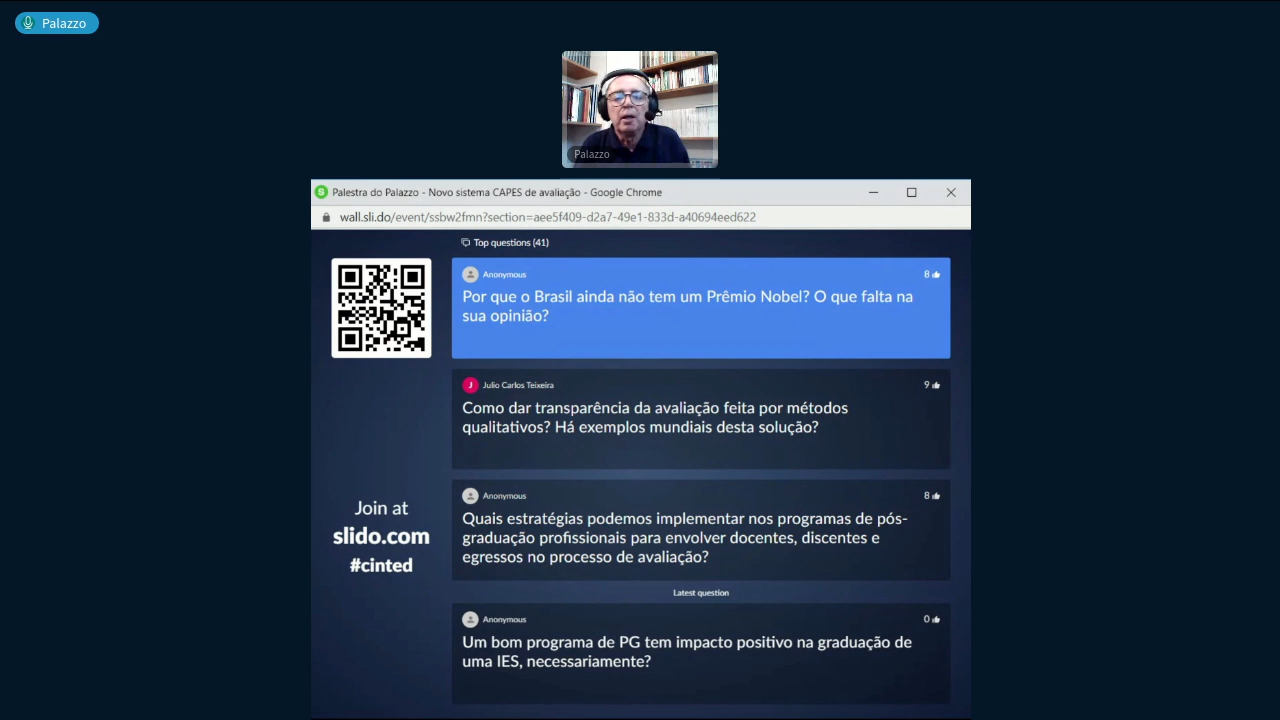 Palazzo
Palazzo
Palestra do Palazzo - Novo sistema CAPES de avaliação - Google Chrome
wall.sli.do/event/ssbw2fmn?section=aee5f409-d2a7-49e1-833d-a40694eed622
Top questions (41)
Anonymous 8
Por que o Brasil ainda não tem um Prêmio Nobel? O que falta na
sua opinião?
J Julio Carlos Teixeira 9
Como dar transparência da avaliação feita por métodos
qualitativos? Há exemplos mundiais desta solução?
Anonymous 8
Quais estratégias podemos implementar nos programas de pós-
graduação profissionais para envolver docentes, discentes e
egressos no processo de avaliação?
Join at
slido.com
#cinted
Latest question
Anonymous 0
Um bom programa de PG tem impacto positivo na graduação de
uma IES, necessariamente?